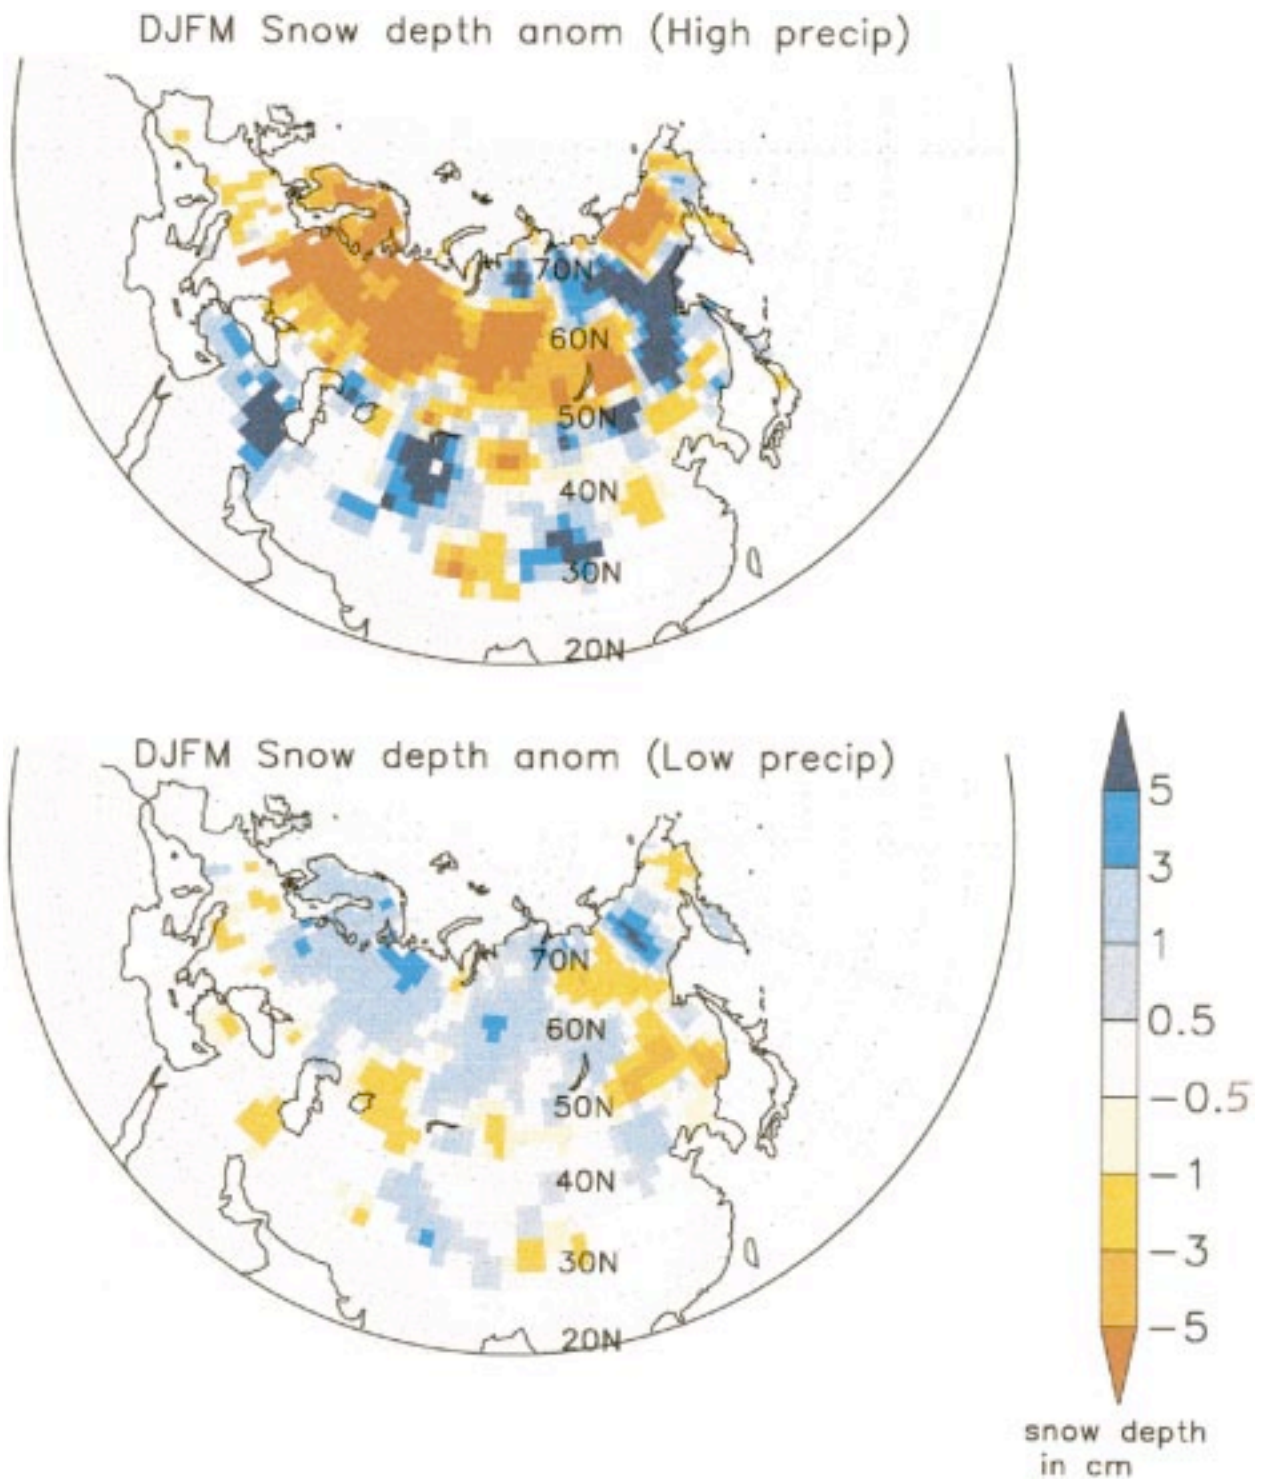 DJFM Snow depth anom (High precip)
70N
60N
50N
40N
30N
20N
DJFM Snow depth anom (Low precip)
70N
60N
50N
40N
30N
20N
5
3
1
0.5
-0.5
-1
-3
-5
snow depth
in cm